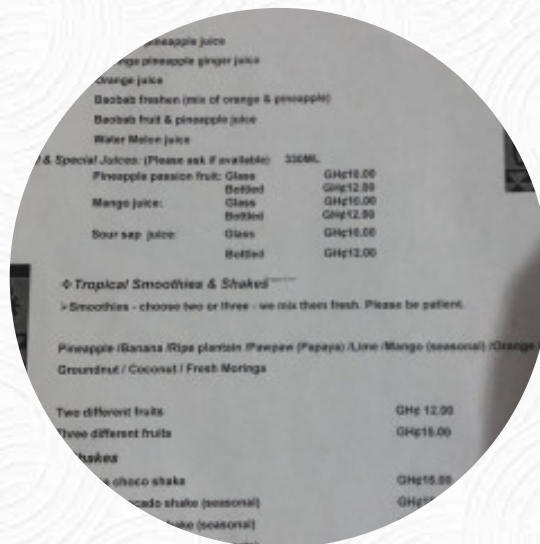 pineapple juice
pineapple ginger juice
Orange juice
Baobab freshen (mix of orange & pineapple)
Baobab fruit & pineapple juice
Water Melon juice
& Special Juices: (Please ask if available) 330ML
Pineapple passion fruit: Glass GH¢10.00
Bottled GH¢12.00
Mango juice: Glass GH¢10.00
Bottled GH¢12.00
Sour sap juice: Glass GH¢10.00
Bottled GH¢12.00
❖ Tropical Smoothies & Shakes
➢ Smoothies - choose two or three - we mix them fresh. Please be patient.
Pineapple /Banana /Ripe plantain /Pawpaw (Papaya) /Lime /Mango (seasonal) /Orange
Groundnut / Coconut / Fresh Moringa
Two different fruits GH¢ 12.00
Three different fruits GH¢15.00
Shakes
choco shake GH¢15.00
shake (seasonal) GH¢
(seasonal)